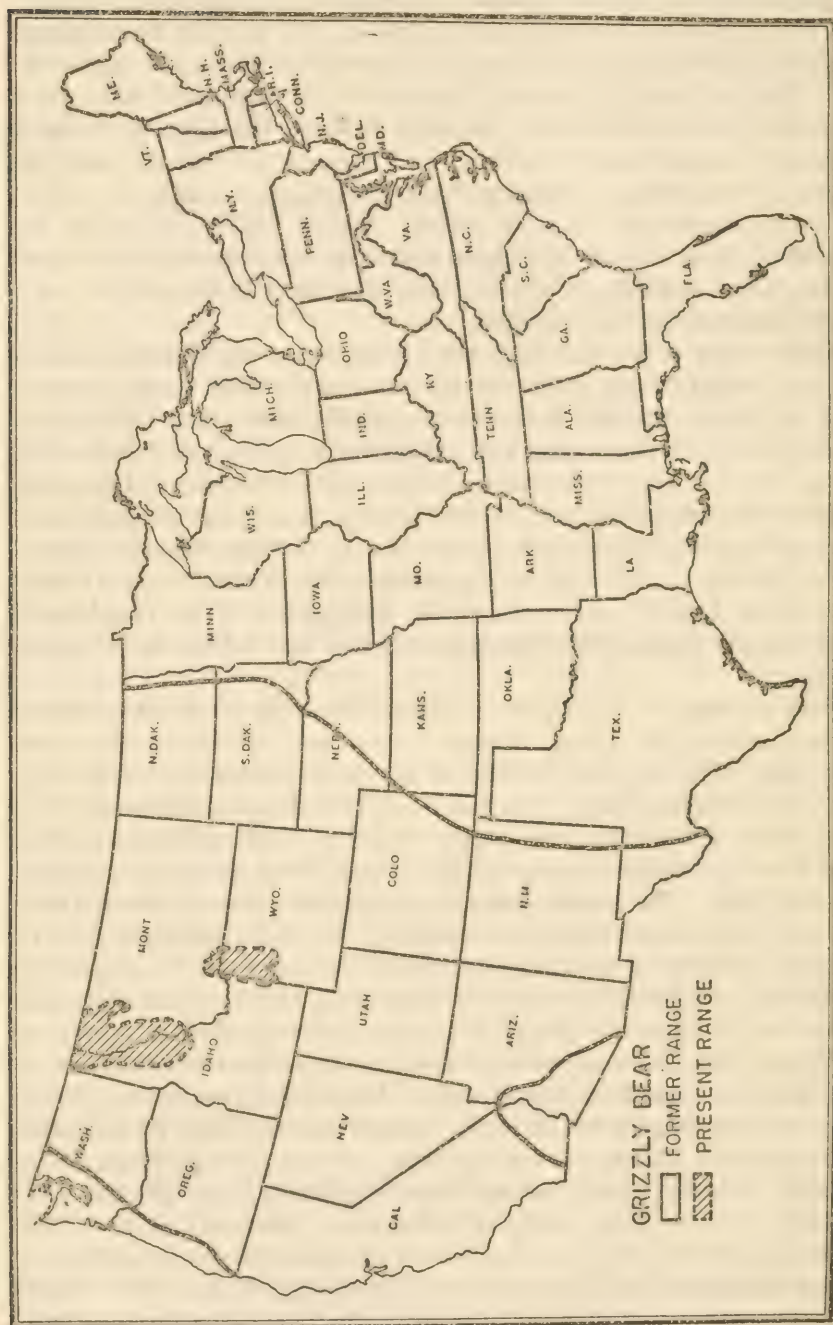 ME.
VT.
N.H.
MASS.
R.I.
CONN.
N.Y.
N.J.
PENN.
DEL.
MD.
W.VA
VA.
OHIO
MICH.
IND.
KY
N.C.
TENN
S.C.
GA.
ALA.
FLA.
WIS.
ILL.
MISS.
MINN
IOWA
MO.
ARK
LA
N.DAK.
S.DAK.
NEBR.
KANS.
OKLA.
TEX.
MONT
WYO.
COLO
N.M
IDAHO
UTAH
ARIZ.
WASH.
OREG.
NEV
CAL
GRIZZLY BEAR
FORMER RANGE
PRESENT RANGE